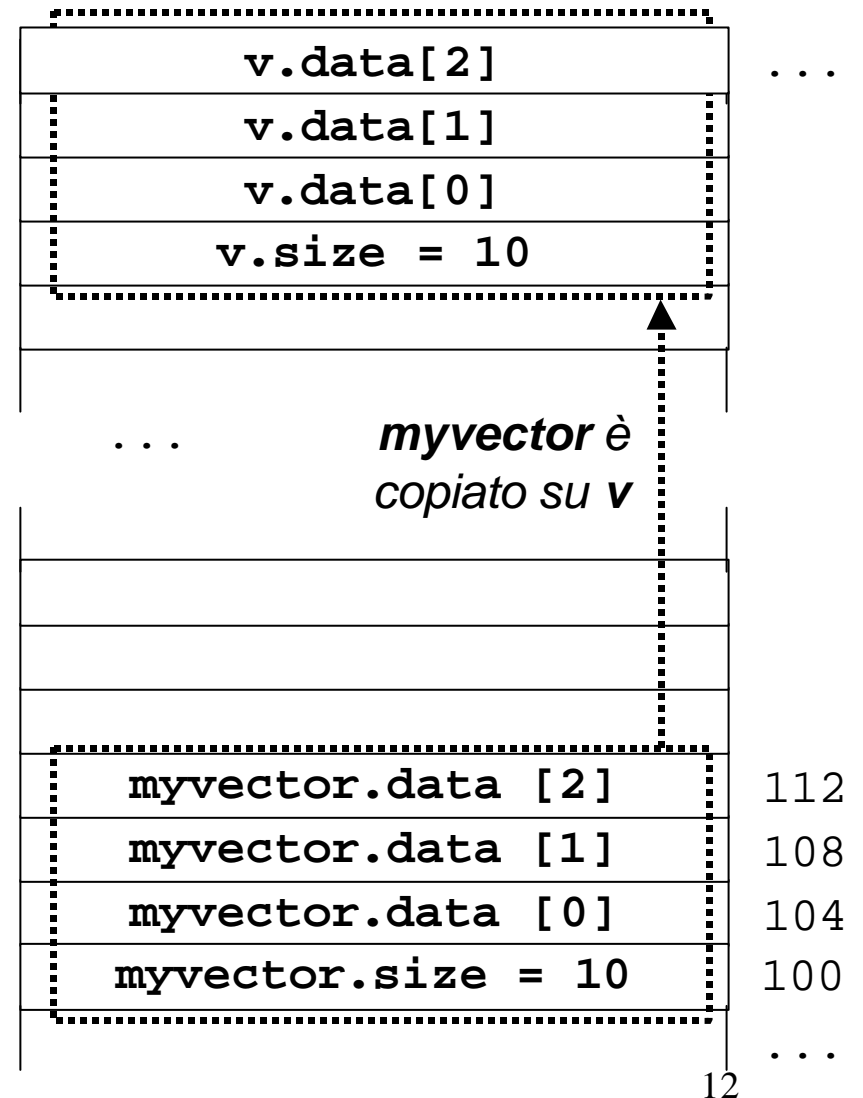 v.data[2] ...
v.data[1]
v.data[0]
v.size = 10
... myvector è
copiato su v
myvector.data [2] 112
myvector.data [1] 108
myvector.data [0] 104
myvector.size = 10 100
...
12